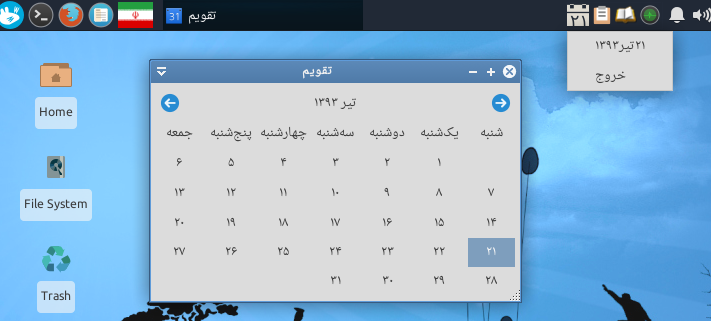 31 تقویم
۲۱
۲۱تیر۱۳۹۳
خروج
تقویم
تیر ۱۳۹۳
شنبه یک‌شنبه دوشنبه سه‌شنبه چهارشنبه پنج‌شنبه جمعه
۱ ۲ ۳ ۴ ۵ ۶
۷ ۸ ۹ ۱۰ ۱۱ ۱۲ ۱۳
۱۴ ۱۵ ۱۶ ۱۷ ۱۸ ۱۹ ۲۰
۲۱ ۲۲ ۲۳ ۲۴ ۲۵ ۲۶ ۲۷
۲۸ ۲۹ ۳۰ ۳۱
Home
File System
Trash